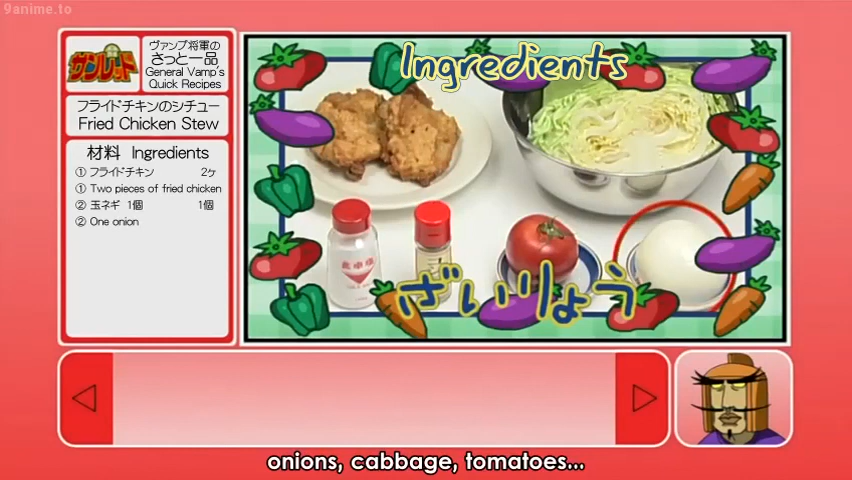 9anime.to
サンレッド
ヴァンプ将軍の
さっと一品
General Vamp's
Quick Recipes
フライドチキンのシチュー
Fried Chicken Stew
材料 Ingredients
① フライドチキン 2ヶ
① Two pieces of fried chicken
② 玉ネギ 1個 1個
② One onion
Ingredients
ざいりょう
onions, cabbage, tomatoes...